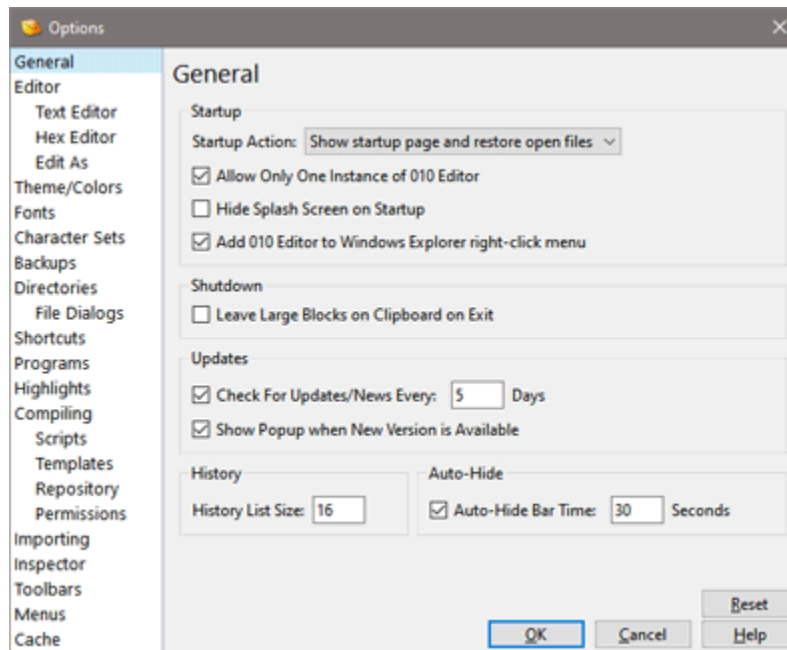 Options
General
Editor
Text Editor
Hex Editor
Edit As
Theme/Colors
Fonts
Character Sets
Backups
Directories
File Dialogs
Shortcuts
Programs
Highlights
Compiling
Scripts
Templates
Repository
Permissions
Importing
Inspector
Toolbars
Menus
Cache
General
Startup
Startup Action: Show startup page and restore open files
Allow Only One Instance of 010 Editor
Hide Splash Screen on Startup
Add 010 Editor to Windows Explorer right-click menu
Shutdown
Leave Large Blocks on Clipboard on Exit
Updates
Check For Updates/News Every: 5 Days
Show Popup when New Version is Available
History
History List Size: 16
Auto-Hide
Auto-Hide Bar Time: 30 Seconds
Reset
OK Cancel Help